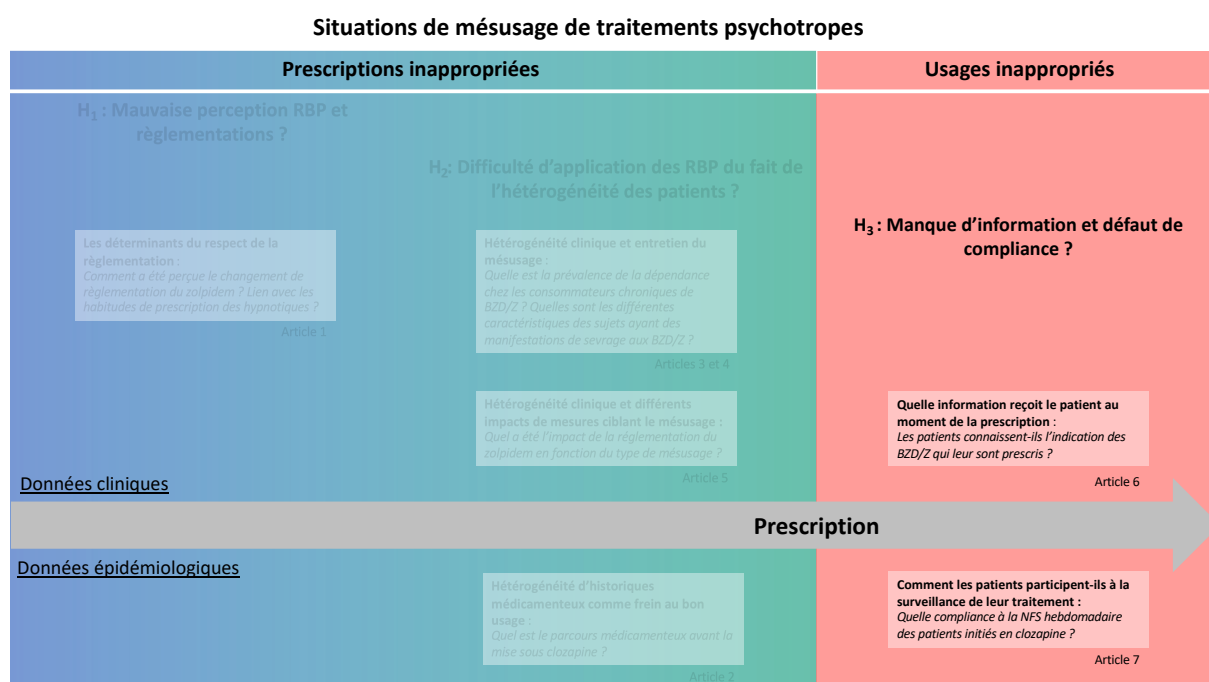 Situations de mésusage de traitements psychotropes
Prescriptions inappropriées
Usages inappropriés
H1 : Mauvaise perception RBP et
règlementations ?
H2: Difficulté d'application des RBP du fait de
l'hétérogénéité des patients ?
H3 : Manque d'information et défaut de
compliance ?
Les déterminants du respect de la
règlementation :
Comment a été perçue le changement de
règlementation du zolpidem ? Lien avec les
habitudes de prescription des hypnotiques ?
Article 1
Hétérogénéité clinique et entretien du
mésusage :
Quelle est la prévalence de la dépendance
chez les consommateurs chroniques de
BZD/Z ? Quelles sont les différentes
caractéristiques des sujets ayant des
manifestations de sevrage aux BZD/Z ?
Articles 3 et 4
Hétérogénéité clinique et différents
impacts de mesures ciblant le mésusage :
Quel a été l'impact de la réglementation du
zolpidem en fonction du type de mésusage ?
Article 5
Quelle information reçoit le patient au
moment de la prescription :
Les patients connaissent-ils l'indication des
BZD/Z qui leur sont prescris ?
Article 6
Données cliniques
Prescription
Données épidémiologiques
Hétérogénéité d'historiques
médicamenteux comme frein au bon
usage :
Quel est le parcours médicamenteux avant la
mise sous clozapine ?
Article 2
Comment les patients participent-ils à la
surveillance de leur traitement :
Quelle compliance à la NFS hebdomadaire
des patients initiés en clozapine ?
Article 7